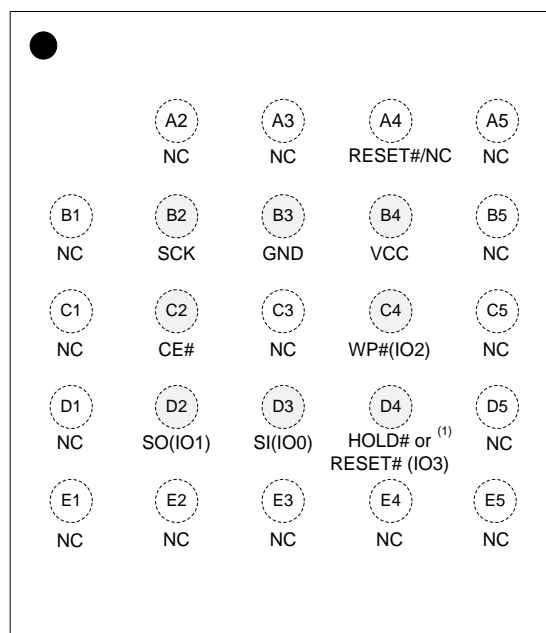 A2 A3 A4 A5
NC NC RESET#/NC NC
B1 B2 B3 B4 B5
NC SCK GND VCC NC
C1 C2 C3 C4 C5
NC CE# NC WP#(IO2) NC
D1 D2 D3 D4 D5
NC SO(IO1) SI(IO0) HOLD# or (1) NC
RESET# (IO3)
E1 E2 E3 E4 E5
NC NC NC NC NC